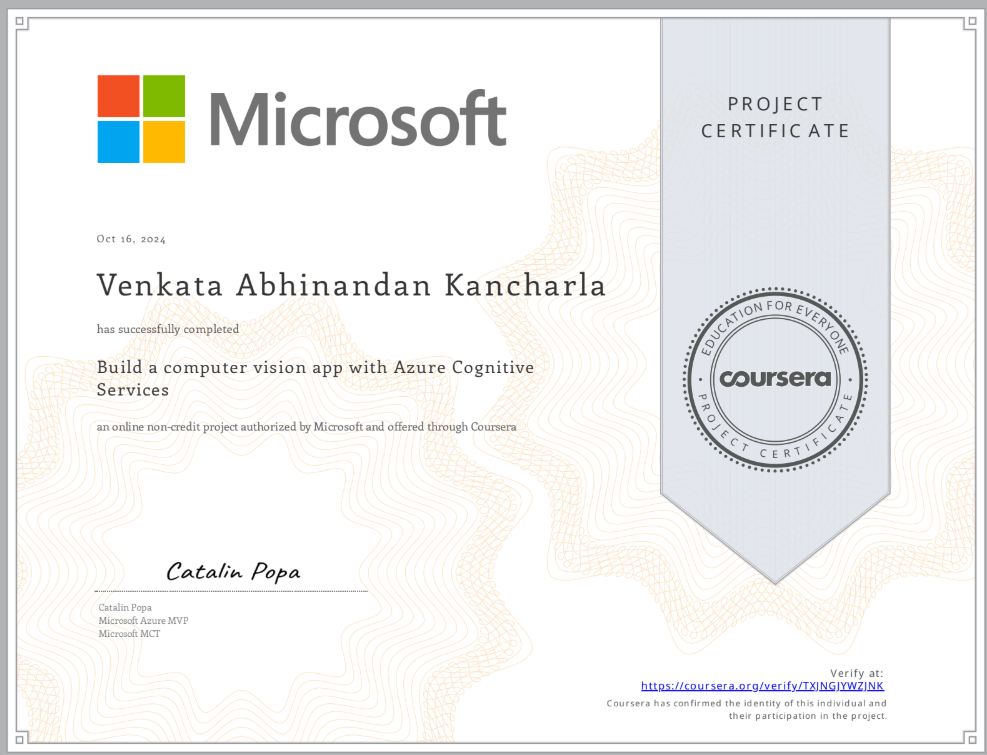 Microsoft
PROJECT
CERTIFICATE
Oct 16, 2024
Venkata Abhinandan Kancharla
has successfully completed
Build a computer vision app with Azure Cognitive
Services
an online non-credit project authorized by Microsoft and offered through Coursera
EDUCATION FOR EVERYONE
coursera
PROJECT CERTIFICATE
Catalin Popa
Catalin Popa
Microsoft Azure MVP
Microsoft MCT
Verify at:
https://coursera.org/verify/TXJNGJYWZJNK
Coursera has confirmed the identity of this individual and
their participation in the project.